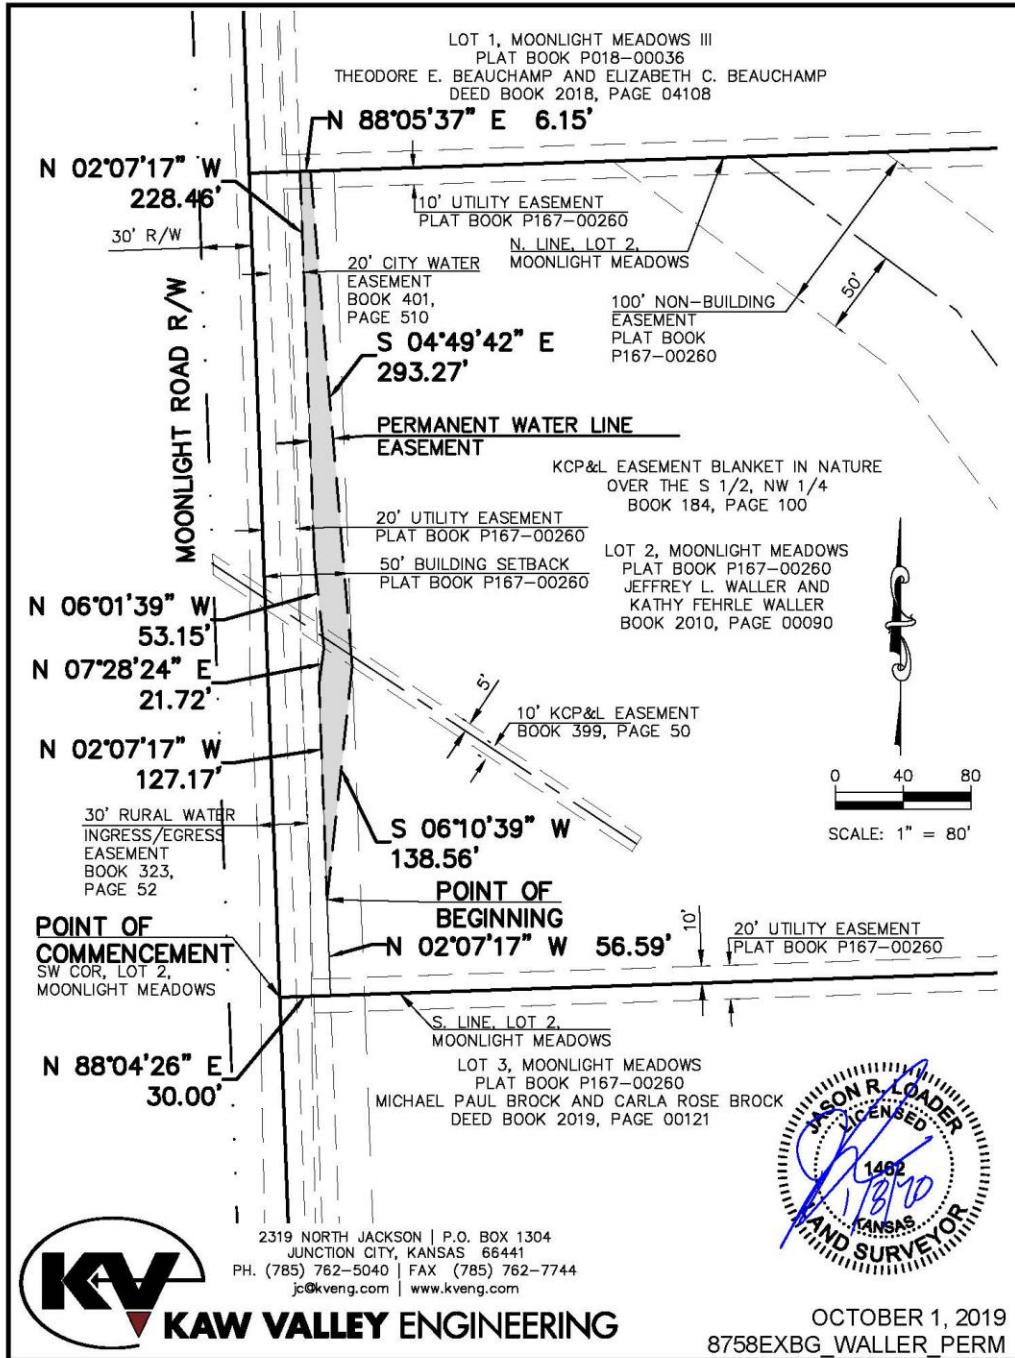 LOT 1, MOONLIGHT MEADOWS III
PLAT BOOK P018-00036
THEODORE E. BEAUCHAMP AND ELIZABETH C. BEAUCHAMP
DEED BOOK 2018, PAGE 04108
N 88°05'37" E 6.15'
N 02°07'17" W
228.46'
10' UTILITY EASEMENT
PLAT BOOK P167-00260
30' R/W
N. LINE, LOT 2,
MOONLIGHT MEADOWS
20' CITY WATER
EASEMENT
BOOK 401,
PAGE 510
50'
100' NON-BUILDING
EASEMENT
PLAT BOOK
P167-00260
MOONLIGHT ROAD R/W
S 04°49'42" E
293.27'
PERMANENT WATER LINE
EASEMENT
KCP&L EASEMENT BLANKET IN NATURE
OVER THE S 1/2, NW 1/4
BOOK 184, PAGE 100
20' UTILITY EASEMENT
PLAT BOOK P167-00260
50' BUILDING SETBACK
PLAT BOOK P167-00260
LOT 2, MOONLIGHT MEADOWS
PLAT BOOK P167-00260
JEFFREY L. WALLER AND
KATHY FEHRLE WALLER
BOOK 2010, PAGE 00090
N 06°01'39" W
53.15'
N 07°28'24" E
21.72'
5'
10' KCP&L EASEMENT
BOOK 399, PAGE 50
N 02°07'17" W
127.17'
0 40 80
SCALE: 1" = 80'
30' RURAL WATER
INGRESS/EGRESS
EASEMENT
BOOK 323,
PAGE 52
S 06°10'39" W
138.56'
POINT OF
BEGINNING
N 02°07'17" W 56.59'
10'
20' UTILITY EASEMENT
PLAT BOOK P167-00260
POINT OF
COMMENCEMENT
SW COR, LOT 2,
MOONLIGHT MEADOWS
S. LINE, LOT 2,
MOONLIGHT MEADOWS
N 88°04'26" E
30.00'
LOT 3, MOONLIGHT MEADOWS
PLAT BOOK P167-00260
MICHAEL PAUL BROCK AND CARLA ROSE BROCK
DEED BOOK 2019, PAGE 00121
JASON R. LOADER
LICENSED
1462
1/8/20
KANSAS
LAND SURVEYOR
2319 NORTH JACKSON | P.O. BOX 1304
JUNCTION CITY, KANSAS 66441
PH. (785) 762-5040 | FAX (785) 762-7744
jc@kveng.com | www.kveng.com
KV
KAW VALLEY ENGINEERING
OCTOBER 1, 2019
8758EXBG_WALLER_PERM